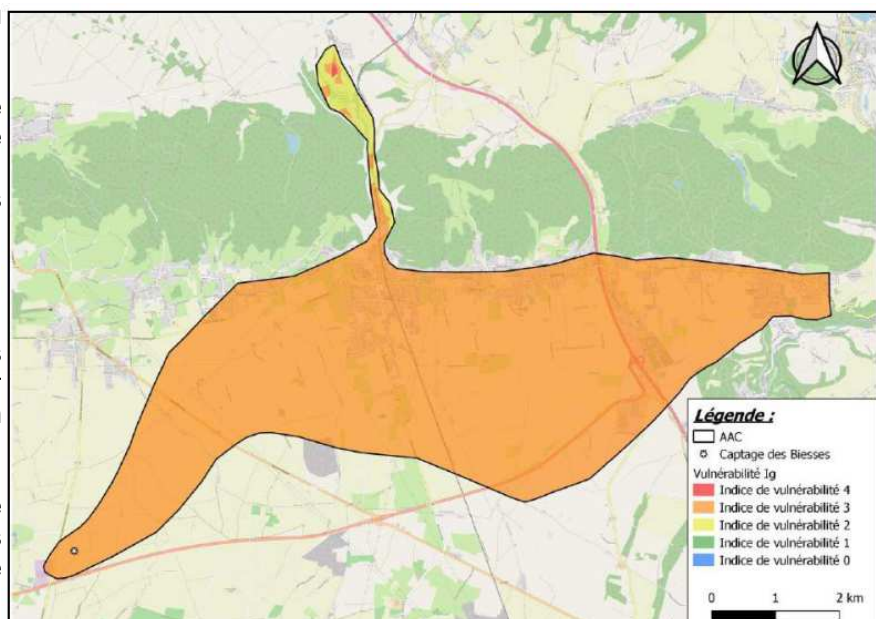 Légende :
AAC
Captage des Biesses
Vulnérabilité Ig
Indice de vulnérabilité 4
Indice de vulnérabilité 3
Indice de vulnérabilité 2
Indice de vulnérabilité 1
Indice de vulnérabilité 0
0 1 2 km